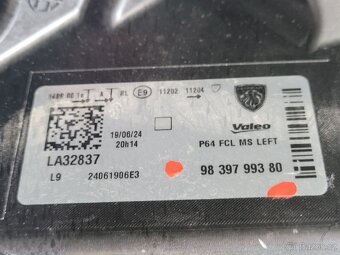 A RL E9 11202 11204
19/06/24
20h14
Valeo
P64 FCL MS LEFT
LA32837
L9 24061906E3
98 397 993 80